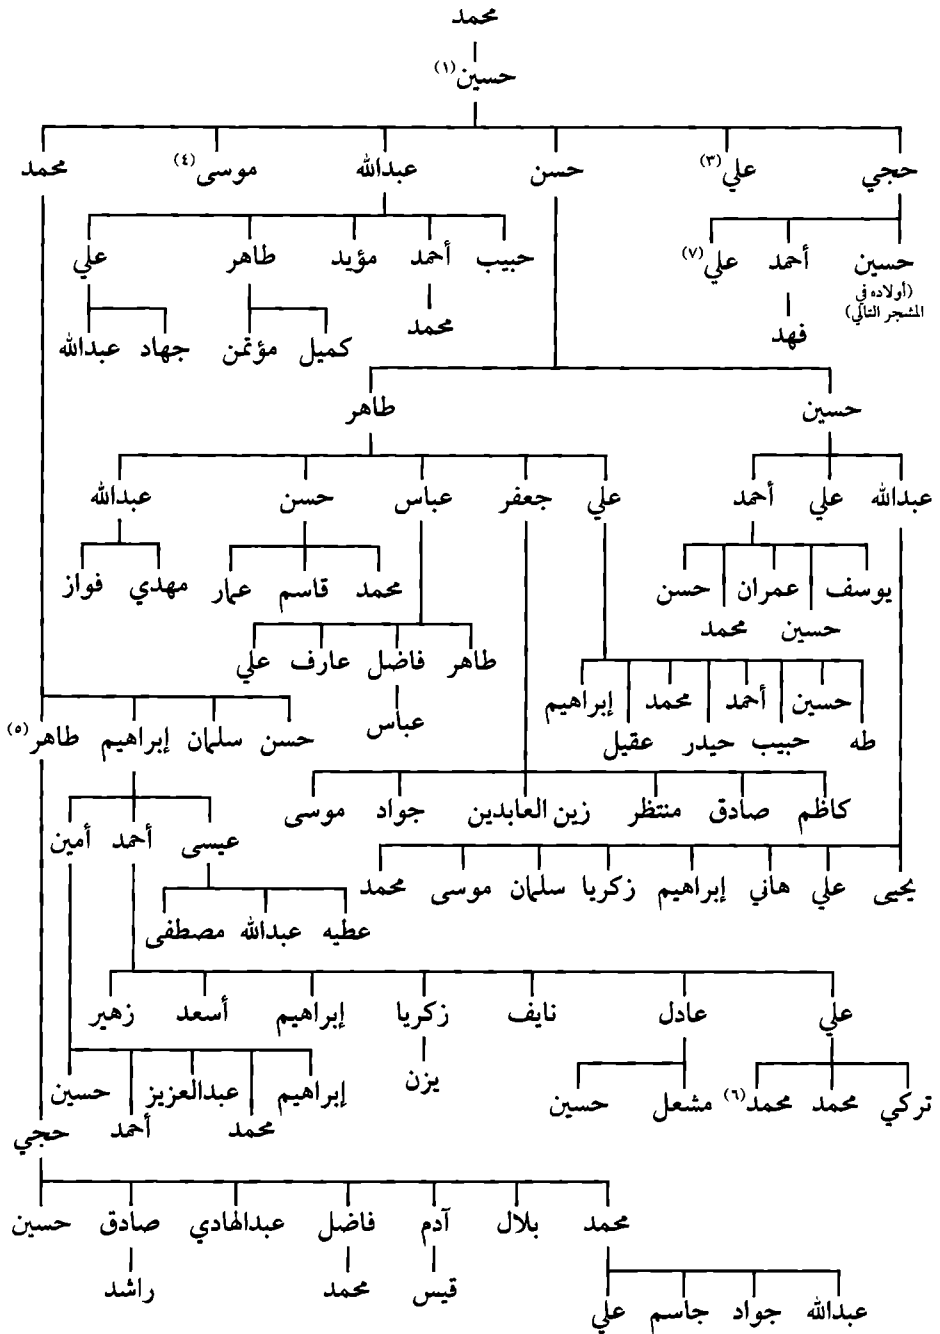 محمد
حسين (١)
حجي علي (٣) حسن عبدالله موسى (٤) محمد
حبيب أحمد مؤيد طاهر علي
حسين أحمد علي (٧)
(أولاده في
المشجر التالي)
محمد
فهد
كميل مؤتمن جهاد عبدالله
حسين طاهر
عبدالله علي أحمد علي جعفر عباس حسن عبدالله
يوسف عمران حسن محمد قاسم عمار مهدي فواز
حسين محمد
طاهر فاضل عارف علي
حسين أحمد محمد إبراهيم
عباس
طه حبيب حيدر عقيل
حسن سلمان إبراهيم طاهر (٥)
كاظم صادق منتظر زين العابدين جواد موسى
عيسى أحمد أمين
يحيى علي هاني إبراهيم زكريا سلمان موسى محمد
عطيه عبدالله مصطفى
علي عادل نايف زكريا إبراهيم أسعد زهير
يزن
إبراهيم عبدالعزيز حسين
تركي محمد محمد (٦) مشعل حسين
محمد أحمد
حجي
محمد بلال آدم فاضل عبدالهادي صادق حسين
قيس محمد راشد
عبدالله جواد جاسم علي